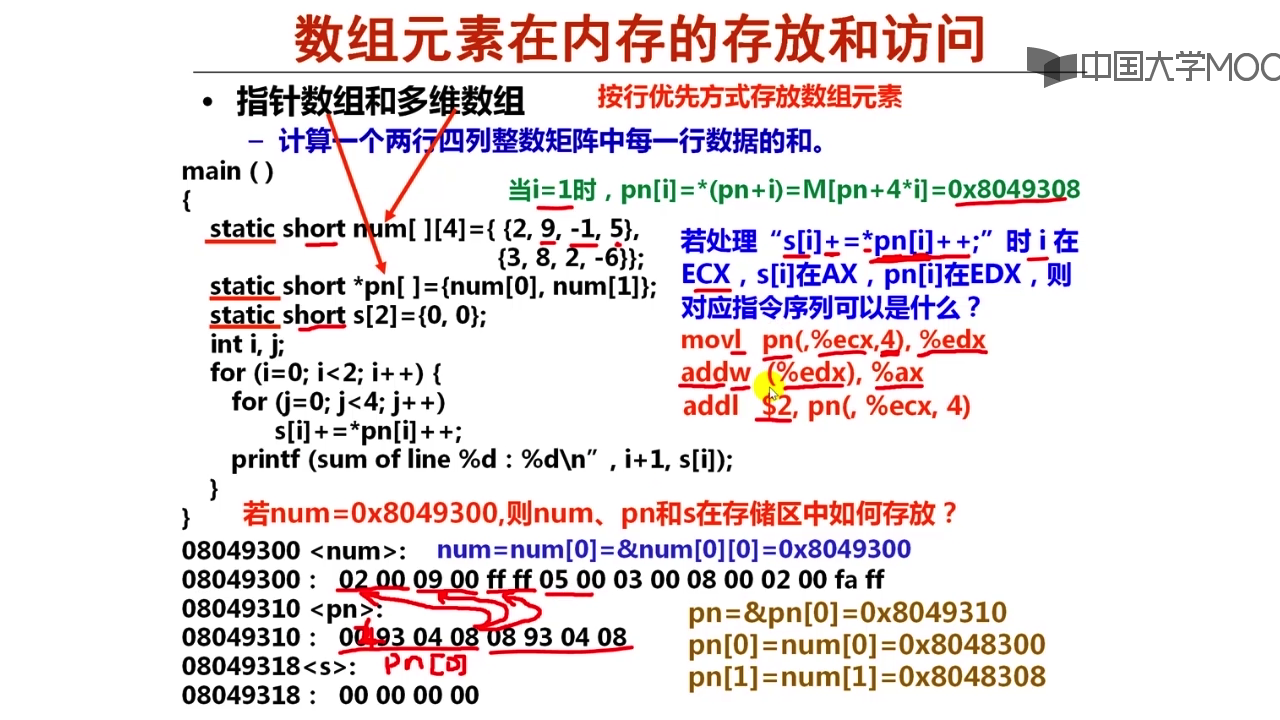 数组元素在内存的存放和访问
中国大学MOO
• 指针数组和多维数组
按行优先方式存放数组元素
– 计算一个两行四列整数矩阵中每一行数据的和。
main ( )
{
当i=1时，pn[i]=*(pn+i)=M[pn+4*i]=0x8049308
static short num[ ][4]={ {2, 9, -1, 5},
{3, 8, 2, -6}};
static short *pn[ ]={num[0], num[1]};
static short s[2]={0, 0};
int i, j;
for (i=0; i<2; i++) {
for (j=0; j<4; j++)
s[i]+=*pn[i]++;
printf (sum of line %d : %d\n” , i+1, s[i]);
}
}
若处理“s[i]+=*pn[i]++;”时 i 在
ECX，s[i]在AX，pn[i]在EDX，则
对应指令序列可以是什么？
movl pn(,%ecx,4), %edx
addw (%edx), %ax
addl $2, pn(, %ecx, 4)
若num=0x8049300,则num、pn和s在存储区中如何存放？
08049300 <num>: num=num[0]=&num[0][0]=0x8049300
08049300 : 02 00 09 00 ff ff 05 00 03 00 08 00 02 00 fa ff
08049310 <pn>:
08049310 : 00 93 04 08 08 93 04 08
pn[0]
08049318<s>:
08049318 : 00 00 00 00
pn=&pn[0]=0x8049310
pn[0]=num[0]=0x8048300
pn[1]=num[1]=0x8048308